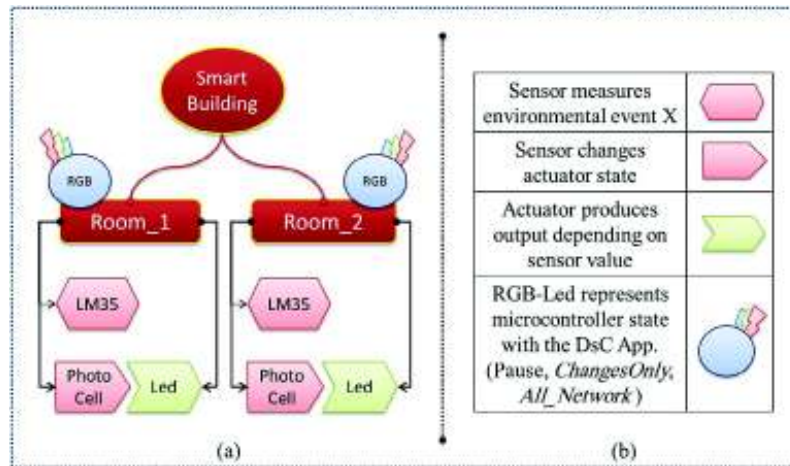 Smart
Building
RGB
RGB
Room_1
Room_2
LM35
LM35
Photo
Cell
Led
Photo
Cell
Led
(a)
Sensor measures
environmental event X
Sensor changes
actuator state
Actuator produces
output depending on
sensor value
RGB-Led represents
microcontroller state
with the DsC App.
(Pause, ChangesOnly,
All_Network)
(b)